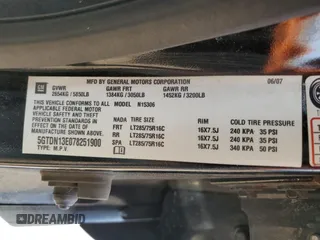 MFD BY GENERAL MOTORS CORPORATION 06/07
GM
GVWR GAWR FRT GAWR RR
2654KG / 5850LB 1384KG / 3050LB 1452KG / 3200LB
THIS VEHICLE CONFORMS TO ALL APPLICABLE U.S. FEDERAL
MOTOR VEHICLE SAFETY AND THEFT
PREVENTION STANDARDS IN EFFECT ON THE DATE OF
MANUFACTURE SHOWN ABOVE.
5GTDN13E078251900
TYPE: M.P.V.
MODEL: N15306
NADA TIRE SIZE RIM COLD TIRE PRESSURE
FRT LT285/75R16C 16X7.5J 240 KPA 35 PSI
RR LT285/75R16C 16X7.5J 240 KPA 35 PSI
SPA LT285/75R16C 16X7.5J 340 KPA 50 PSI